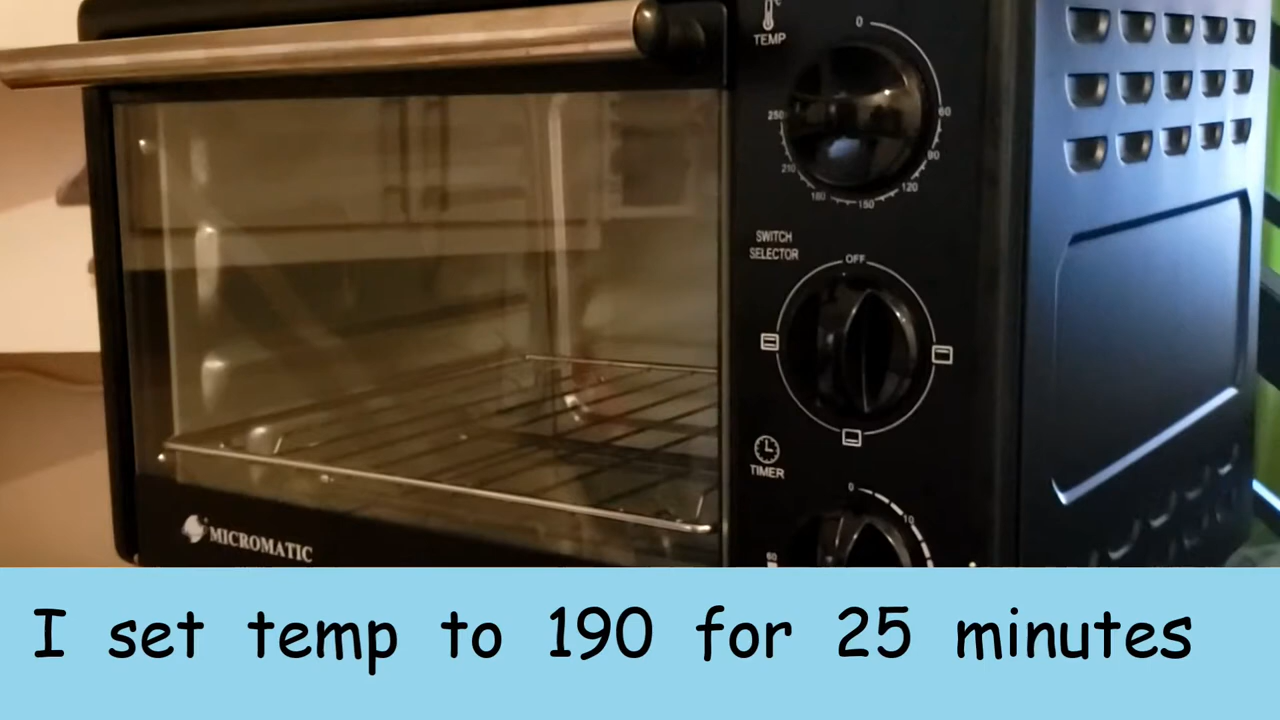 TEMP
0
60
90
120
150
180
210
250
SWITCH
SELECTOR
OFF
TIMER
0
10
60
MICROMATIC
I set temp to 190 for 25 minutes